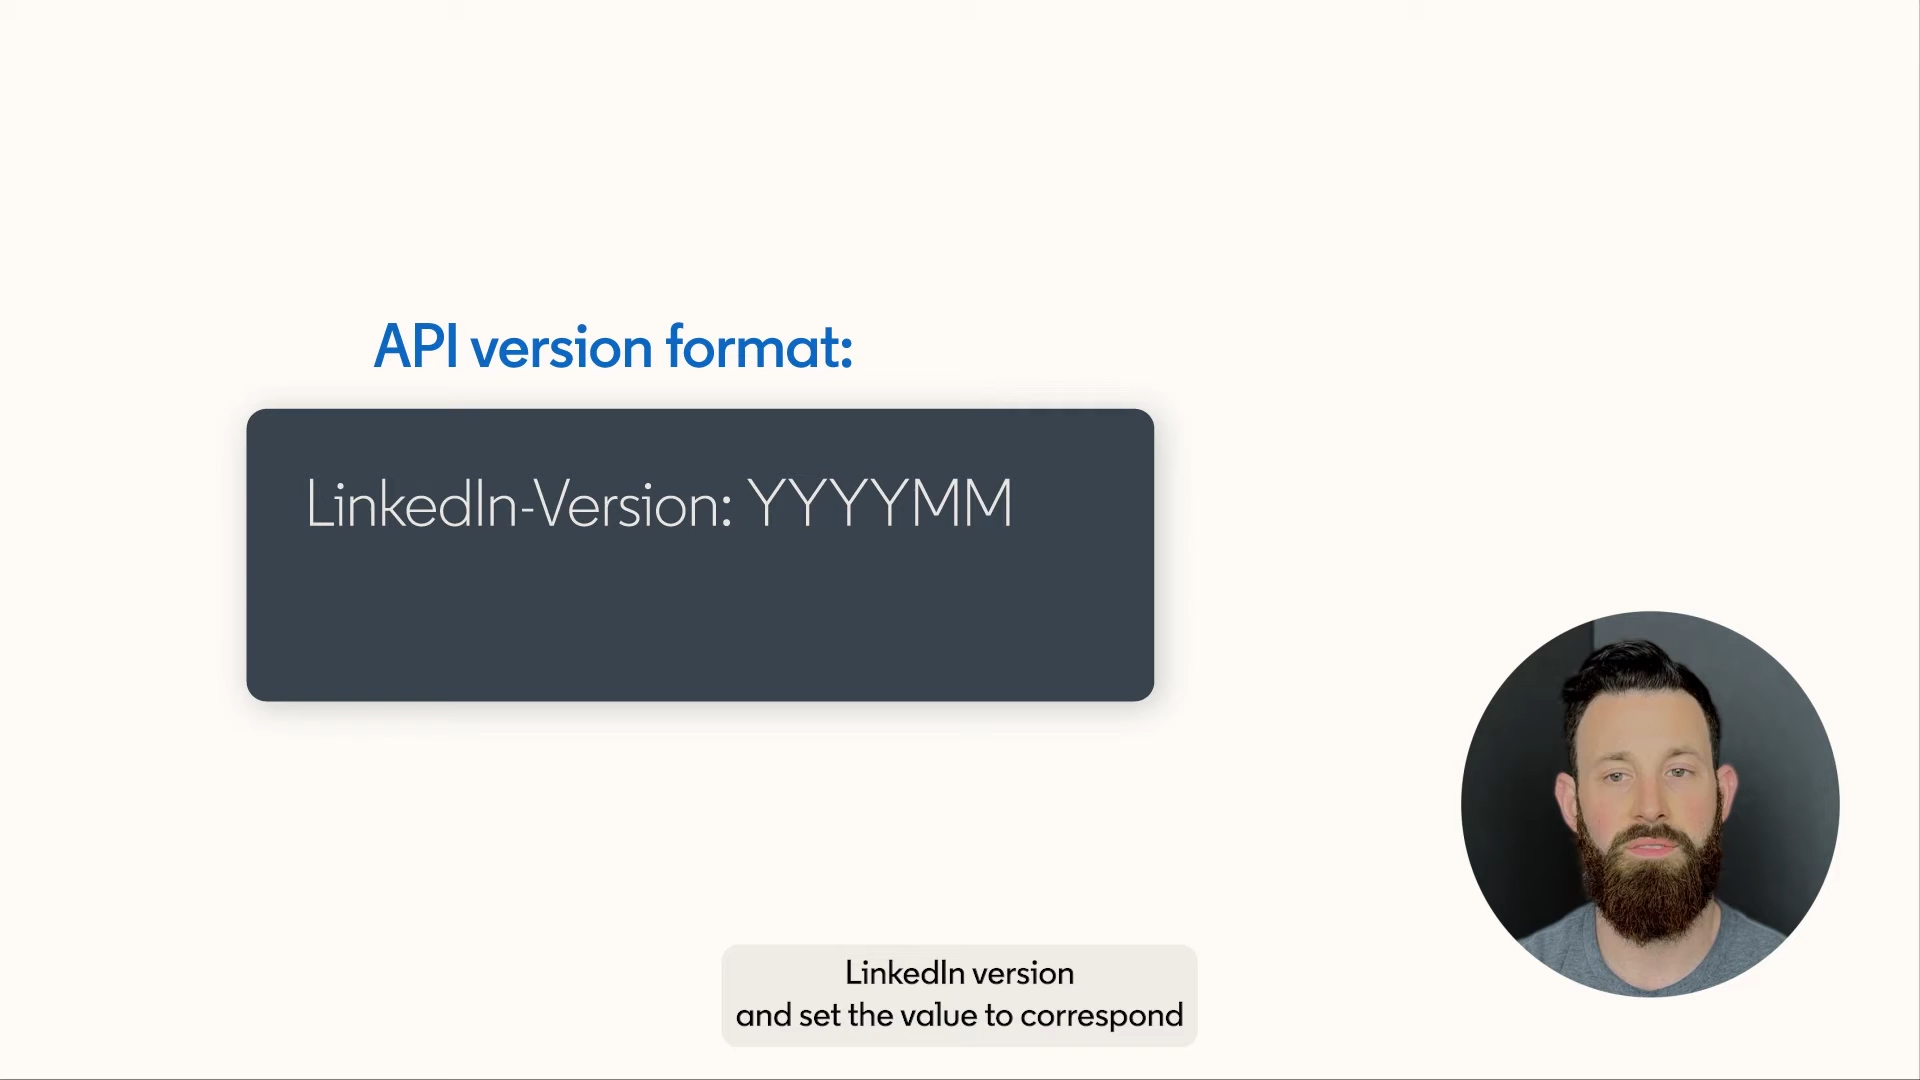 API version format:
LinkedIn-Version: YYYYMM
LinkedIn version
and set the value to correspond